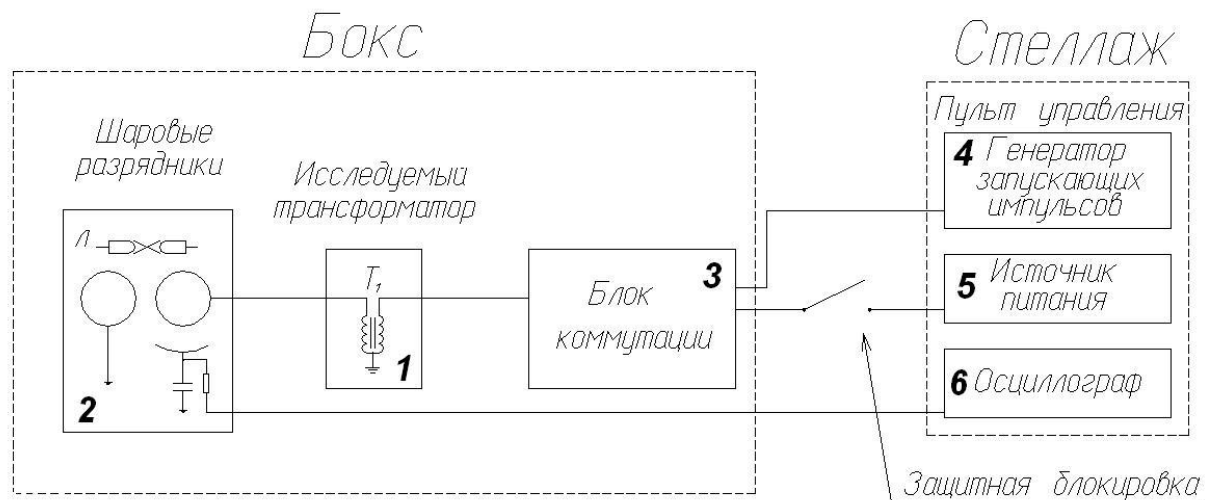 Бокс
Стеллаж
Пульт управления
Шаровые
разрядники
Исследуемый
трансформатор
Л
2
T₁
1
3
Блок
коммутации
4 Генератор
запускающих
импульсов
5 Источник
питания
6 Осциллограф
Защитная блокировка